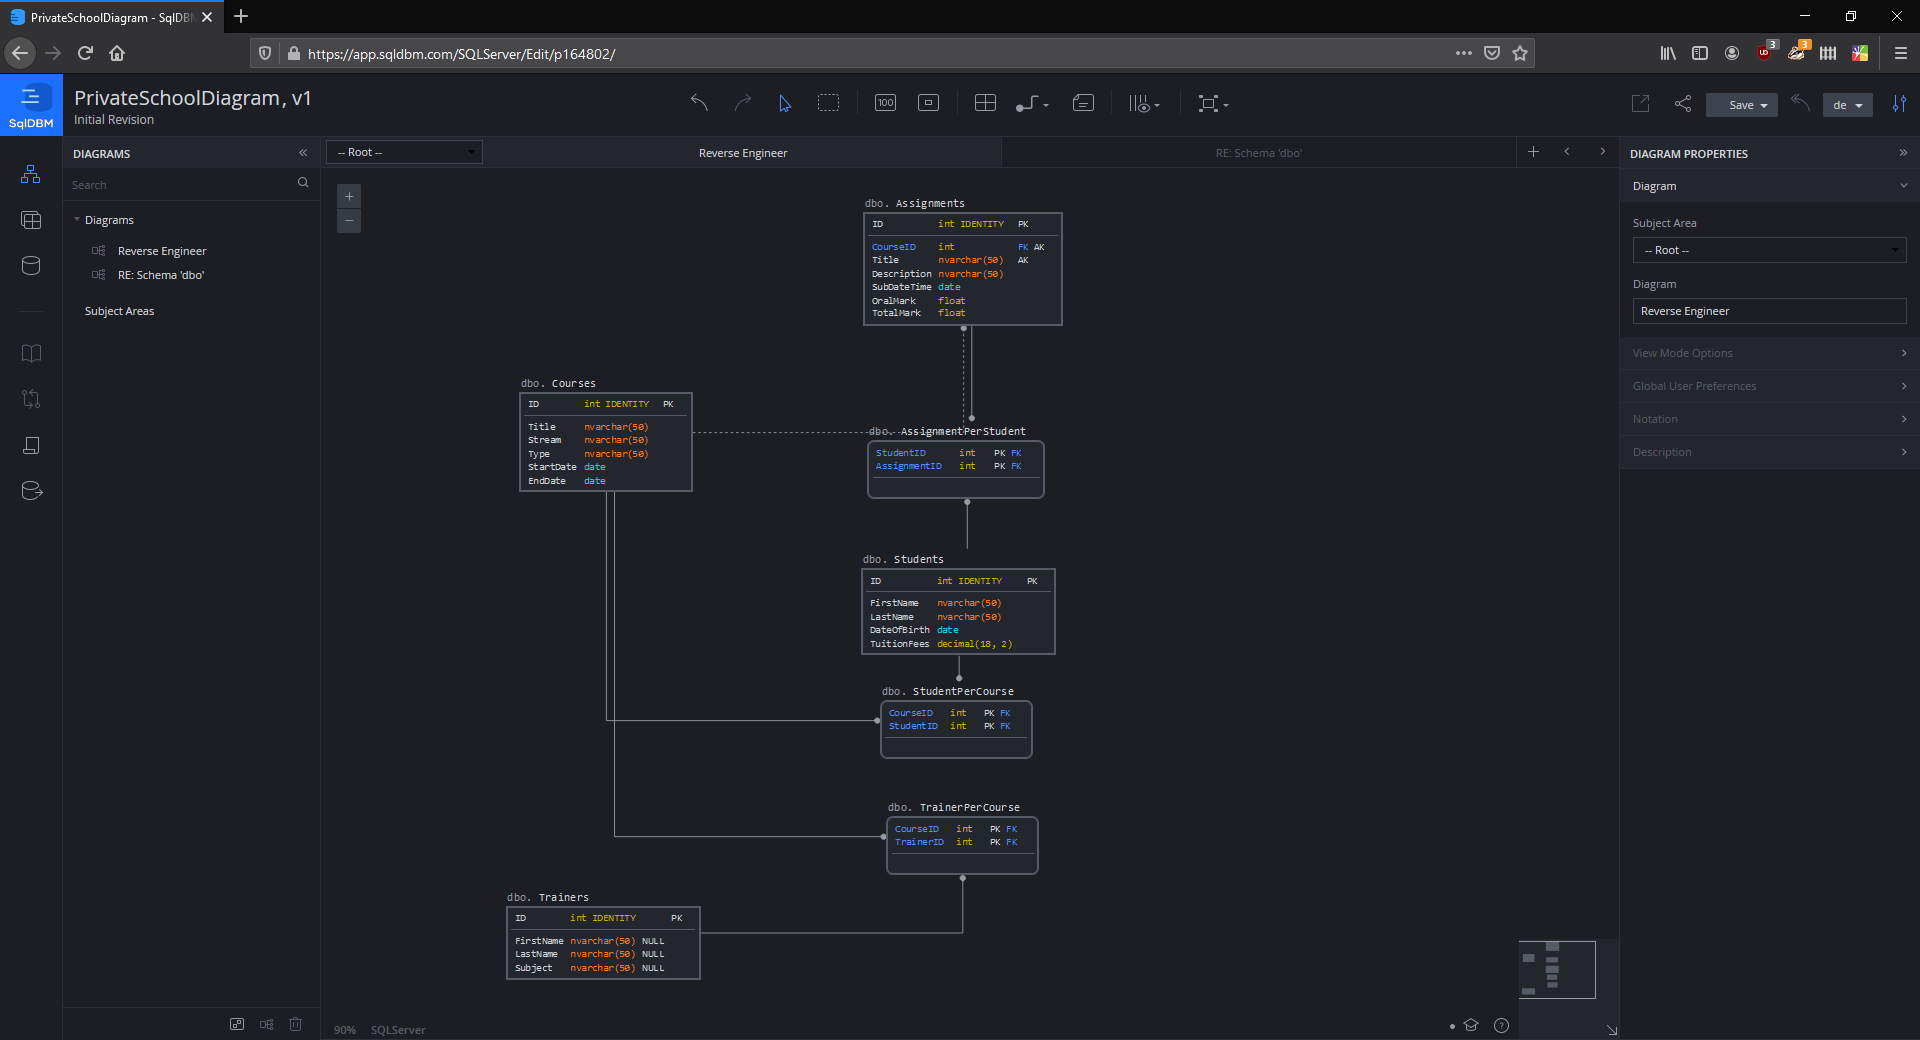 PrivateSchoolDiagram - SqlDBM
https://app.sqldbm.com/SQLServer/Edit/p164802/
3
3
SqlDBM
PrivateSchoolDiagram, v1
Initial Revision
100
Save
de
DIAGRAMS
Search
Diagrams
Reverse Engineer
RE: Schema 'dbo'
Subject Areas
-- Root --
Reverse Engineer
RE: Schema 'dbo'
dbo. Assignments
ID int IDENTITY PK
CourseID int FK AK
Title nvarchar(50) AK
Description nvarchar(50)
SubDateTime date
OralMark float
TotalMark float
dbo. Courses
ID int IDENTITY PK
Title nvarchar(50)
Stream nvarchar(50)
Type nvarchar(50)
StartDate date
EndDate date
dbo. AssignmentPerStudent
StudentID int PK FK
AssignmentID int PK FK
dbo. Students
ID int IDENTITY PK
FirstName nvarchar(50)
LastName nvarchar(50)
DateOfBirth date
TuitionFees decimal(18, 2)
dbo. StudentPerCourse
CourseID int PK FK
StudentID int PK FK
dbo. TrainerPerCourse
CourseID int PK FK
TrainerID int PK FK
dbo. Trainers
ID int IDENTITY PK
FirstName nvarchar(50) NULL
LastName nvarchar(50) NULL
Subject nvarchar(50) NULL
90% SQLServer
DIAGRAM PROPERTIES
Diagram
Subject Area
-- Root --
Diagram
Reverse Engineer
View Mode Options
Global User Preferences
Notation
Description